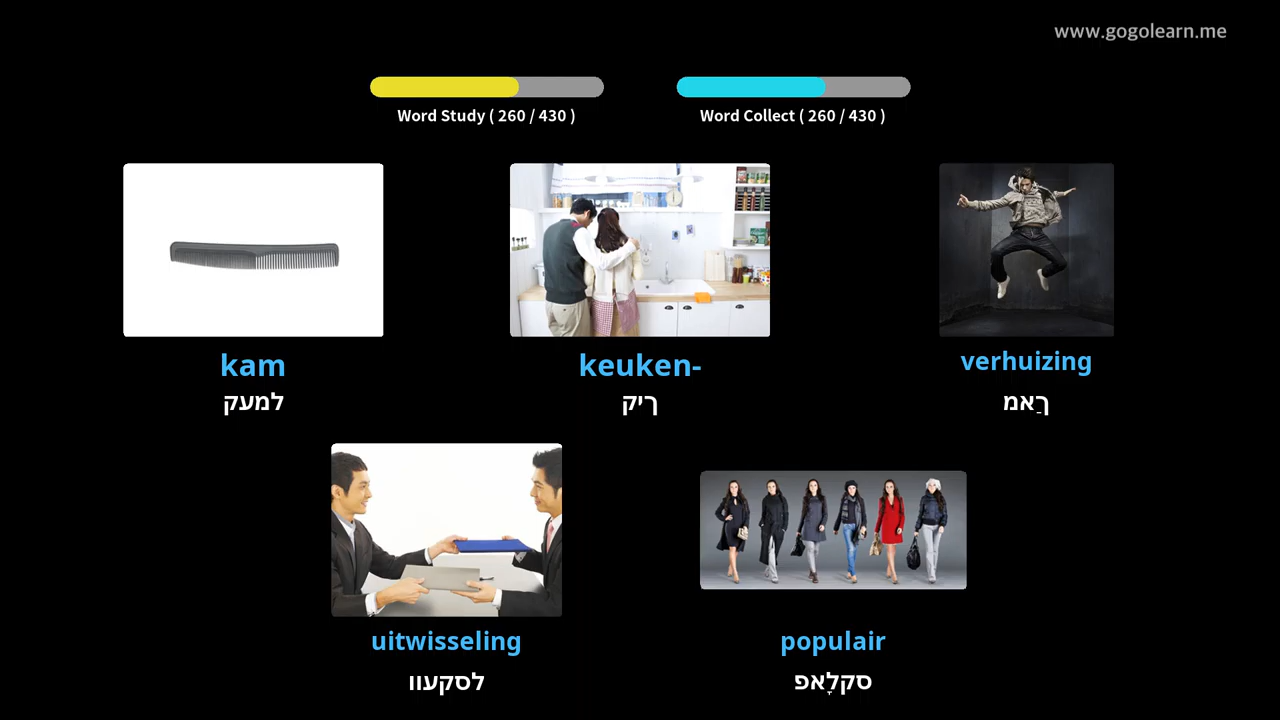 www.gogolearn.me
Word Study ( 260 / 430 )
Word Collect ( 260 / 430 )
kam
למעק
keuken-
ךיק
verhuizing
ךַאמ
uitwisseling
לסקעוו
populair
סקלָאפ